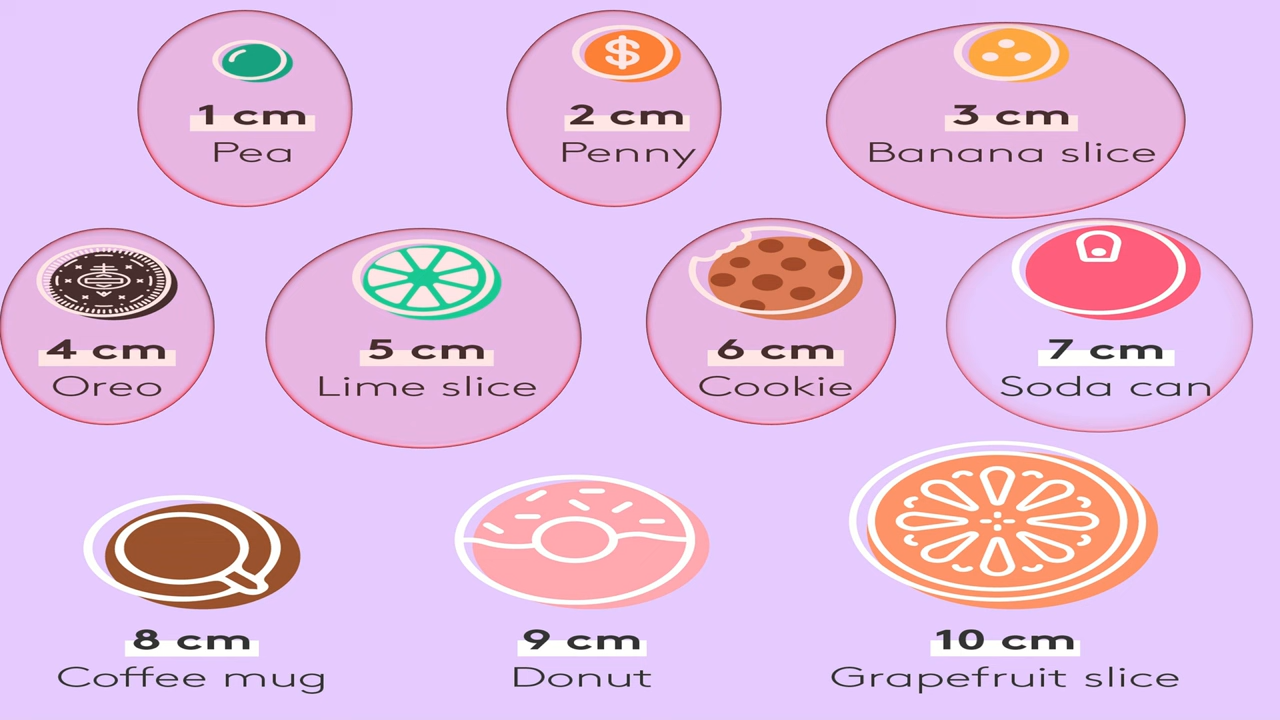 1 cm
Pea
2 cm
Penny
3 cm
Banana slice
4 cm
Oreo
5 cm
Lime slice
6 cm
Cookie
7 cm
Soda can
8 cm
Coffee mug
9 cm
Donut
10 cm
Grapefruit slice